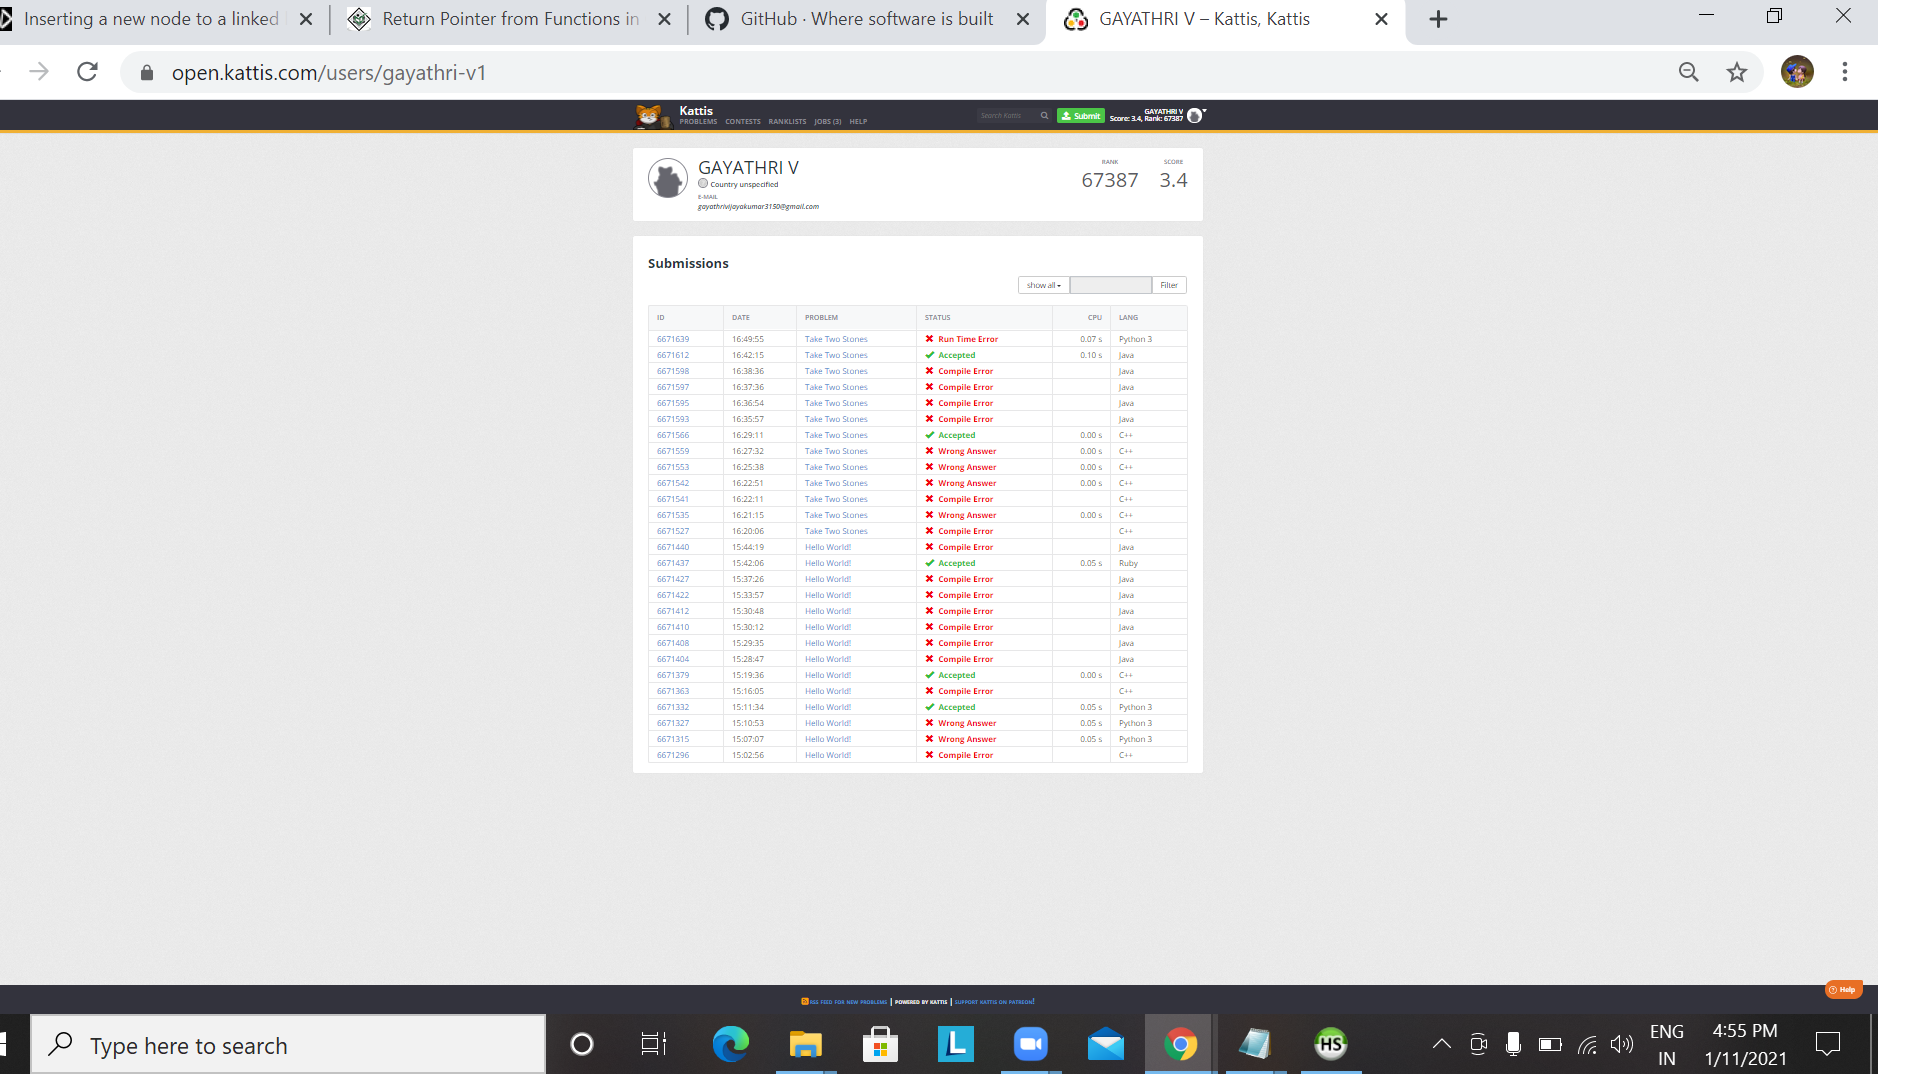 Inserting a new node to a linked
Return Pointer from Functions in
GitHub · Where software is built
GAYATHRI V – Kattis, Kattis
open.kattis.com/users/gayathri-v1
Kattis
PROBLEMS CONTESTS RANKLISTS JOBS (3) HELP
Search Kattis
Submit
GAYATHRI V
Score: 3.4, Rank: 67387
GAYATHRI V
Country unspecified
E-MAIL
gayathrivijayakumar3150@gmail.com
RANK
67387
SCORE
3.4
Submissions
show all
Filter
ID DATE PROBLEM STATUS CPU LANG
6671639 16:49:55 Take Two Stones Run Time Error 0.07 s Python 3
6671612 16:42:15 Take Two Stones Accepted 0.10 s Java
6671598 16:38:36 Take Two Stones Compile Error Java
6671597 16:37:36 Take Two Stones Compile Error Java
6671595 16:36:54 Take Two Stones Compile Error Java
6671593 16:35:57 Take Two Stones Compile Error Java
6671566 16:29:11 Take Two Stones Accepted 0.00 s C++
6671559 16:27:32 Take Two Stones Wrong Answer 0.00 s C++
6671553 16:25:38 Take Two Stones Wrong Answer 0.00 s C++
6671542 16:22:51 Take Two Stones Wrong Answer 0.00 s C++
6671541 16:22:11 Take Two Stones Compile Error C++
6671535 16:21:15 Take Two Stones Wrong Answer 0.00 s C++
6671527 16:20:06 Take Two Stones Compile Error C++
6671440 15:44:19 Hello World! Compile Error Java
6671437 15:42:06 Hello World! Accepted 0.05 s Ruby
6671427 15:37:26 Hello World! Compile Error Java
6671422 15:33:57 Hello World! Compile Error Java
6671412 15:30:48 Hello World! Compile Error Java
6671410 15:30:12 Hello World! Compile Error Java
6671408 15:29:35 Hello World! Compile Error Java
6671404 15:28:47 Hello World! Compile Error Java
6671379 15:19:36 Hello World! Accepted 0.00 s C++
6671363 15:16:05 Hello World! Compile Error C++
6671332 15:11:34 Hello World! Accepted 0.05 s Python 3
6671327 15:10:53 Hello World! Wrong Answer 0.05 s Python 3
6671315 15:07:07 Hello World! Wrong Answer 0.05 s Python 3
6671296 15:02:56 Hello World! Compile Error C++
Help
RSS FEED FOR NEW PROBLEMS | POWERED BY KATTIS | SUPPORT KATTIS ON PATREON!
Type here to search
L
HS
ENG
IN
4:55 PM
1/11/2021